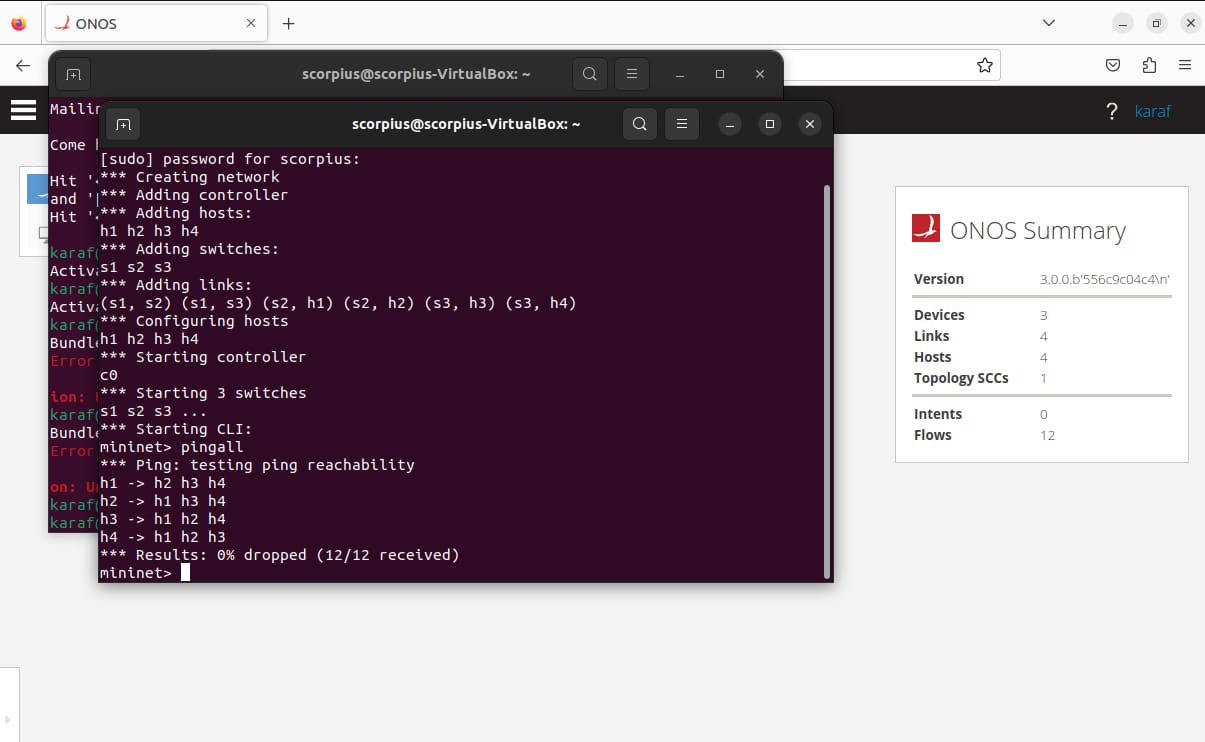 ONOS
scorpius@scorpius-VirtualBox: ~
scorpius@scorpius-VirtualBox: ~
? karaf
Come
Hit '
and '
Hit '
karaf
karaf
karaf
Error
ion:
karaf
Error
on:
karaf
karaf
[sudo] password for scorpius:
*** Creating network
*** Adding controller
*** Adding hosts:
h1 h2 h3 h4
*** Adding switches:
s1 s2 s3
*** Adding links:
(s1, s2) (s1, s3) (s2, h1) (s2, h2) (s3, h3) (s3, h4)
*** Configuring hosts
h1 h2 h3 h4
*** Starting controller
c0
*** Starting 3 switches
s1 s2 s3 ...
*** Starting CLI:
mininet> pingall
*** Ping: testing ping reachability
h1 -> h2 h3 h4
h2 -> h1 h3 h4
h3 -> h1 h2 h4
h4 -> h1 h2 h3
*** Results: 0% dropped (12/12 received)
mininet>
ONOS Summary
Version 3.0.0.b'556c9c04c4\n'
Devices 3
Links 4
Hosts 4
Topology SCCs 1
Intents 0
Flows 12